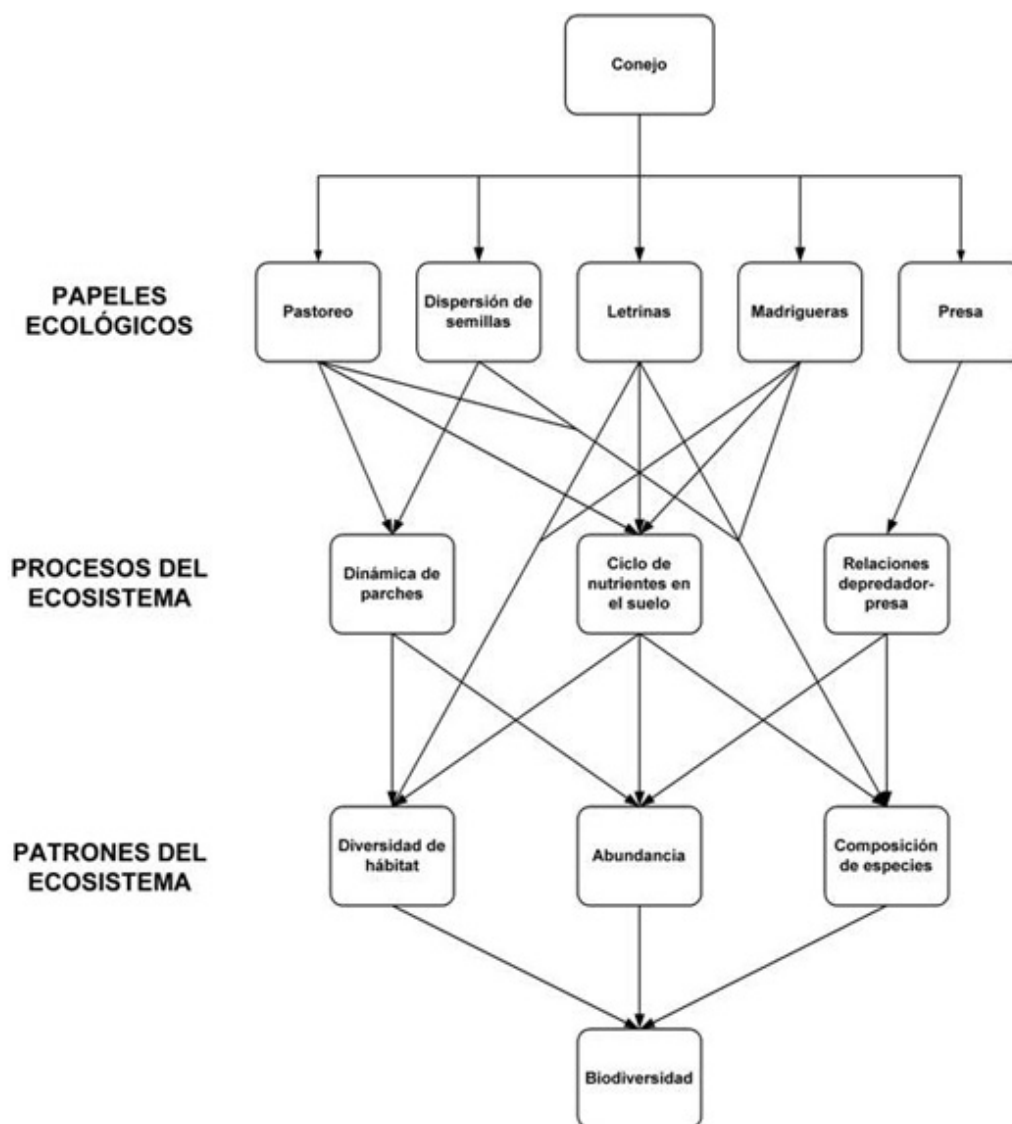 Conejo
PAPELES
ECOLÓGICOS
Pastoreo
Dispersión de
semillas
Letrinas
Madrigueras
Presa
PROCESOS DEL
ECOSISTEMA
Dinámica de
parches
Ciclo de
nutrientes en
el suelo
Relaciones
depredador-
presa
PATRONES DEL
ECOSISTEMA
Diversidad de
hábitat
Abundancia
Composición
de especies
Biodiversidad